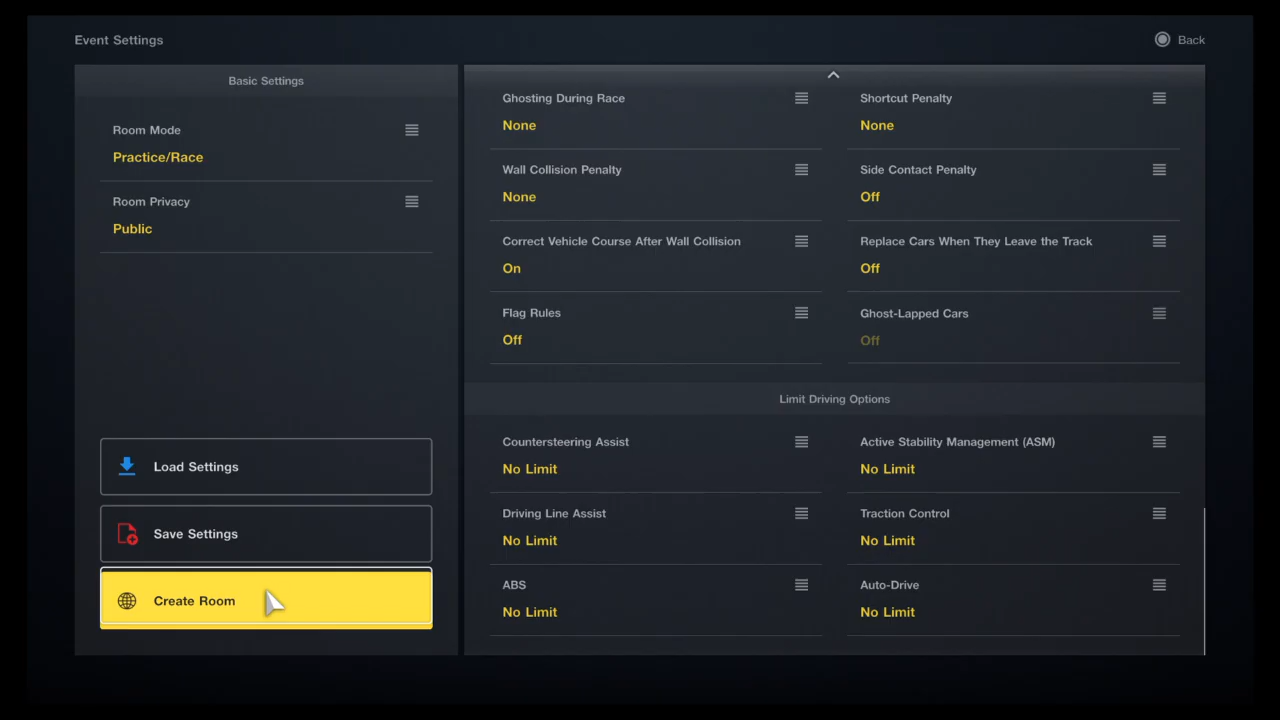 Event Settings
Back
Basic Settings
Room Mode
Practice/Race
Room Privacy
Public
Load Settings
Save Settings
Create Room
Ghosting During Race
None
Shortcut Penalty
None
Wall Collision Penalty
None
Side Contact Penalty
Off
Correct Vehicle Course After Wall Collision
On
Replace Cars When They Leave the Track
Off
Flag Rules
Off
Ghost-Lapped Cars
Off
Limit Driving Options
Countersteering Assist
No Limit
Active Stability Management (ASM)
No Limit
Driving Line Assist
No Limit
Traction Control
No Limit
ABS
No Limit
Auto-Drive
No Limit